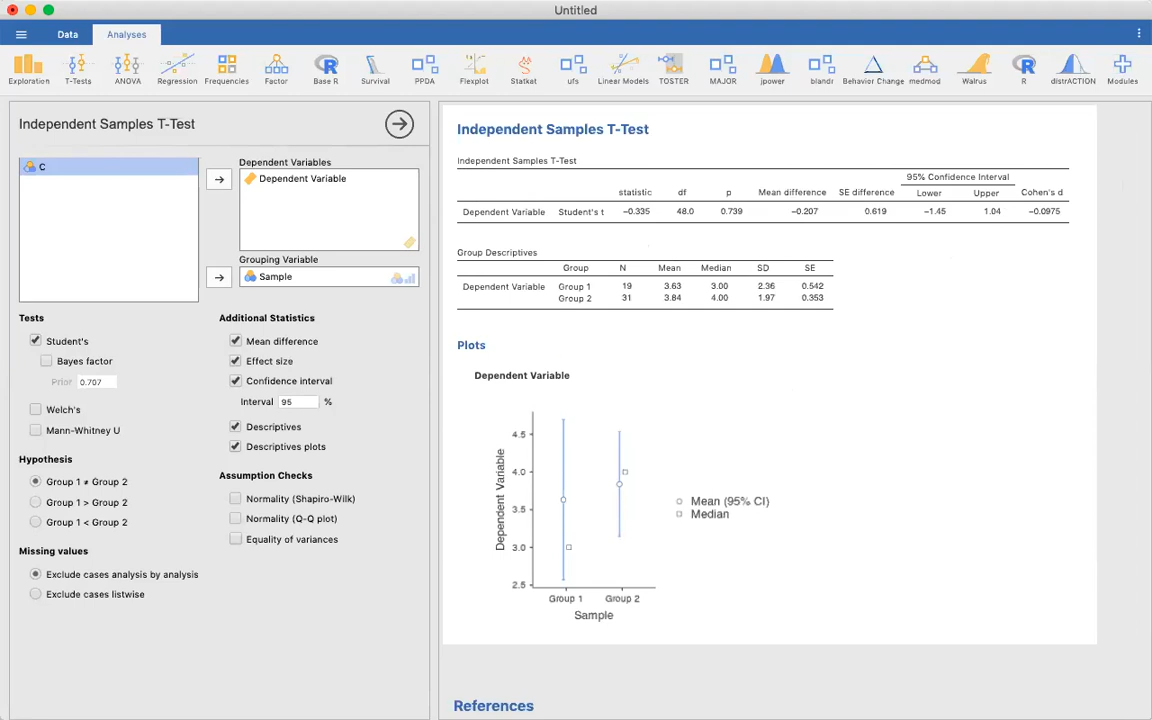 Untitled
Data
Analyses
Exploration
T-Tests
ANOVA
Regression
Frequencies
Factor
Base R
Survival
PPDA
Flexplot
Statkat
ufs
Linear Models
TOSTER
MAJOR
jpower
blandr
Behavior Change
medmod
Walrus
R
distrACTION
Modules
Independent Samples T-Test
C
Dependent Variables
Dependent Variable
Grouping Variable
Sample
Tests
Student's
Bayes factor
Prior 0.707
Welch's
Mann-Whitney U
Hypothesis
Group 1 ≠ Group 2
Group 1 > Group 2
Group 1 < Group 2
Missing values
Exclude cases analysis by analysis
Exclude cases listwise
Additional Statistics
Mean difference
Effect size
Confidence interval
Interval 95 %
Descriptives
Descriptives plots
Assumption Checks
Normality (Shapiro-Wilk)
Normality (Q-Q plot)
Equality of variances
Independent Samples T-Test
Independent Samples T-Test
95% Confidence Interval
statistic df p Mean difference SE difference Lower Upper Cohen's d
Dependent Variable Student's t −0.335 48.0 0.739 −0.207 0.619 −1.45 1.04 −0.0975
Group Descriptives
Group N Mean Median SD SE
Dependent Variable Group 1 19 3.63 3.00 2.36 0.542
Group 2 31 3.84 4.00 1.97 0.353
Plots
Dependent Variable
4.5
4.0
3.5
3.0
2.5
Dependent Variable
Group 1 Group 2
Sample
Mean (95% CI)
Median
References